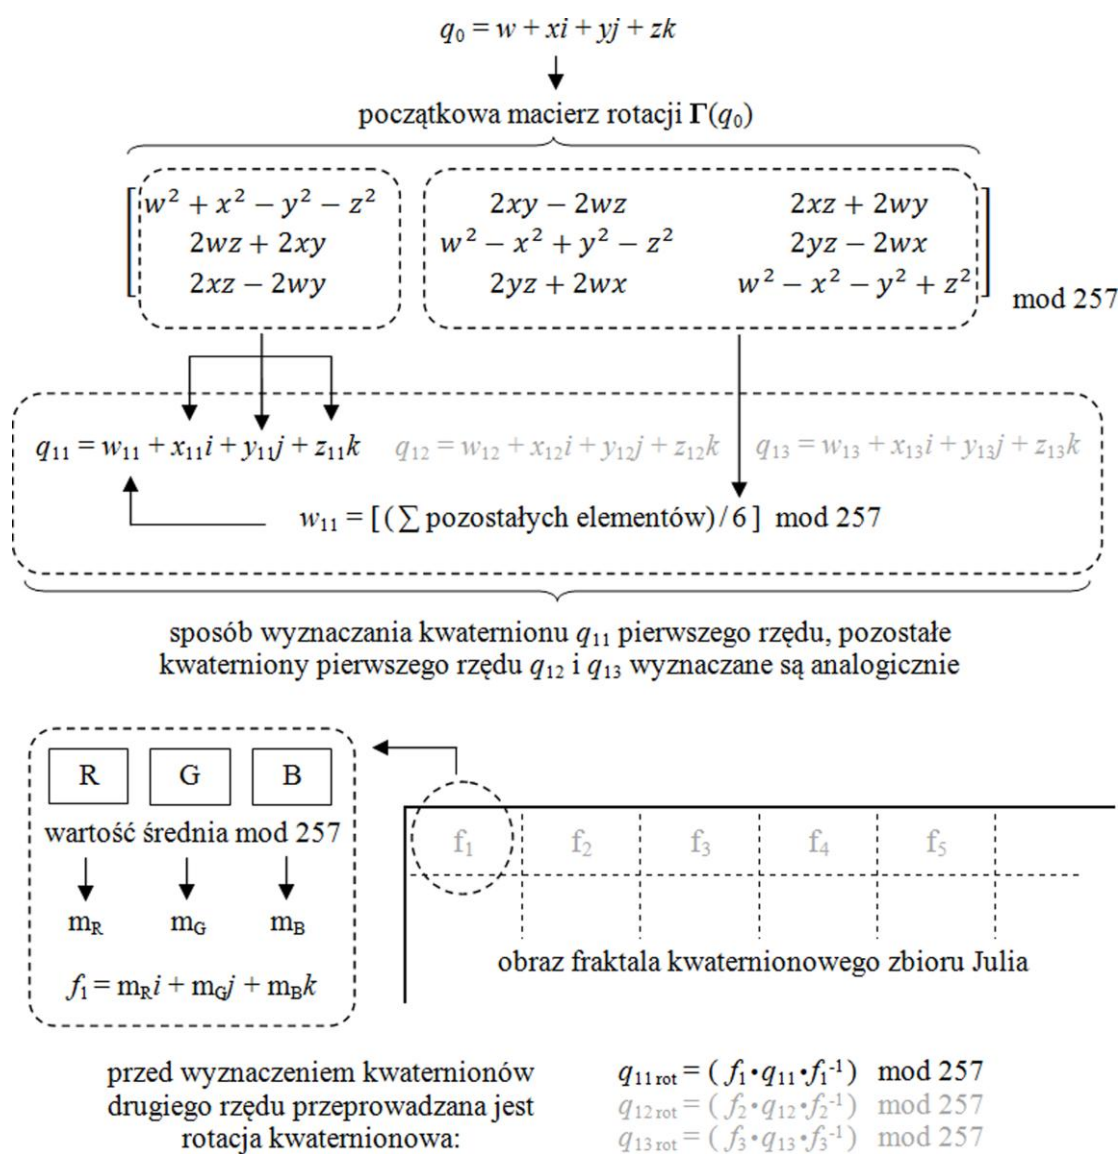 q₀ = w + xi + yj + zk
początkowa macierz rotacji Γ(q₀)
w² + x² − y² − z² 2xy − 2wz 2xz + 2wy
2wz + 2xy w² − x² + y² − z² 2yz − 2wx
2xz − 2wy 2yz + 2wx w² − x² − y² + z²
mod 257
q₁₁ = w₁₁ + x₁₁i + y₁₁j + z₁₁k q₁₂ = w₁₂ + x₁₂i + y₁₂j + z₁₂k q₁₃ = w₁₃ + x₁₃i + y₁₃j + z₁₃k
w₁₁ = [(∑ pozostałych elementów) / 6] mod 257
sposób wyznaczania kwaternionu q₁₁ pierwszego rzędu, pozostałe
kwaterniony pierwszego rzędu q₁₂ i q₁₃ wyznaczane są analogicznie
R G B
wartość średnia mod 257
m_R m_G m_B
f₁ = m_Ri + m_Gj + m_Bk
f₁ f₂ f₃ f₄ f₅
obraz fraktala kwaternionowego zbioru Julia
przed wyznaczeniem kwaternionów
drugiego rzędu przeprowadzana jest
rotacja kwaternionowa:
q₁₁ rot = ( f₁•q₁₁•f₁⁻¹) mod 257
q₁₂ rot = ( f₂•q₁₂•f₂⁻¹) mod 257
q₁₃ rot = ( f₃•q₁₃•f₃⁻¹) mod 257